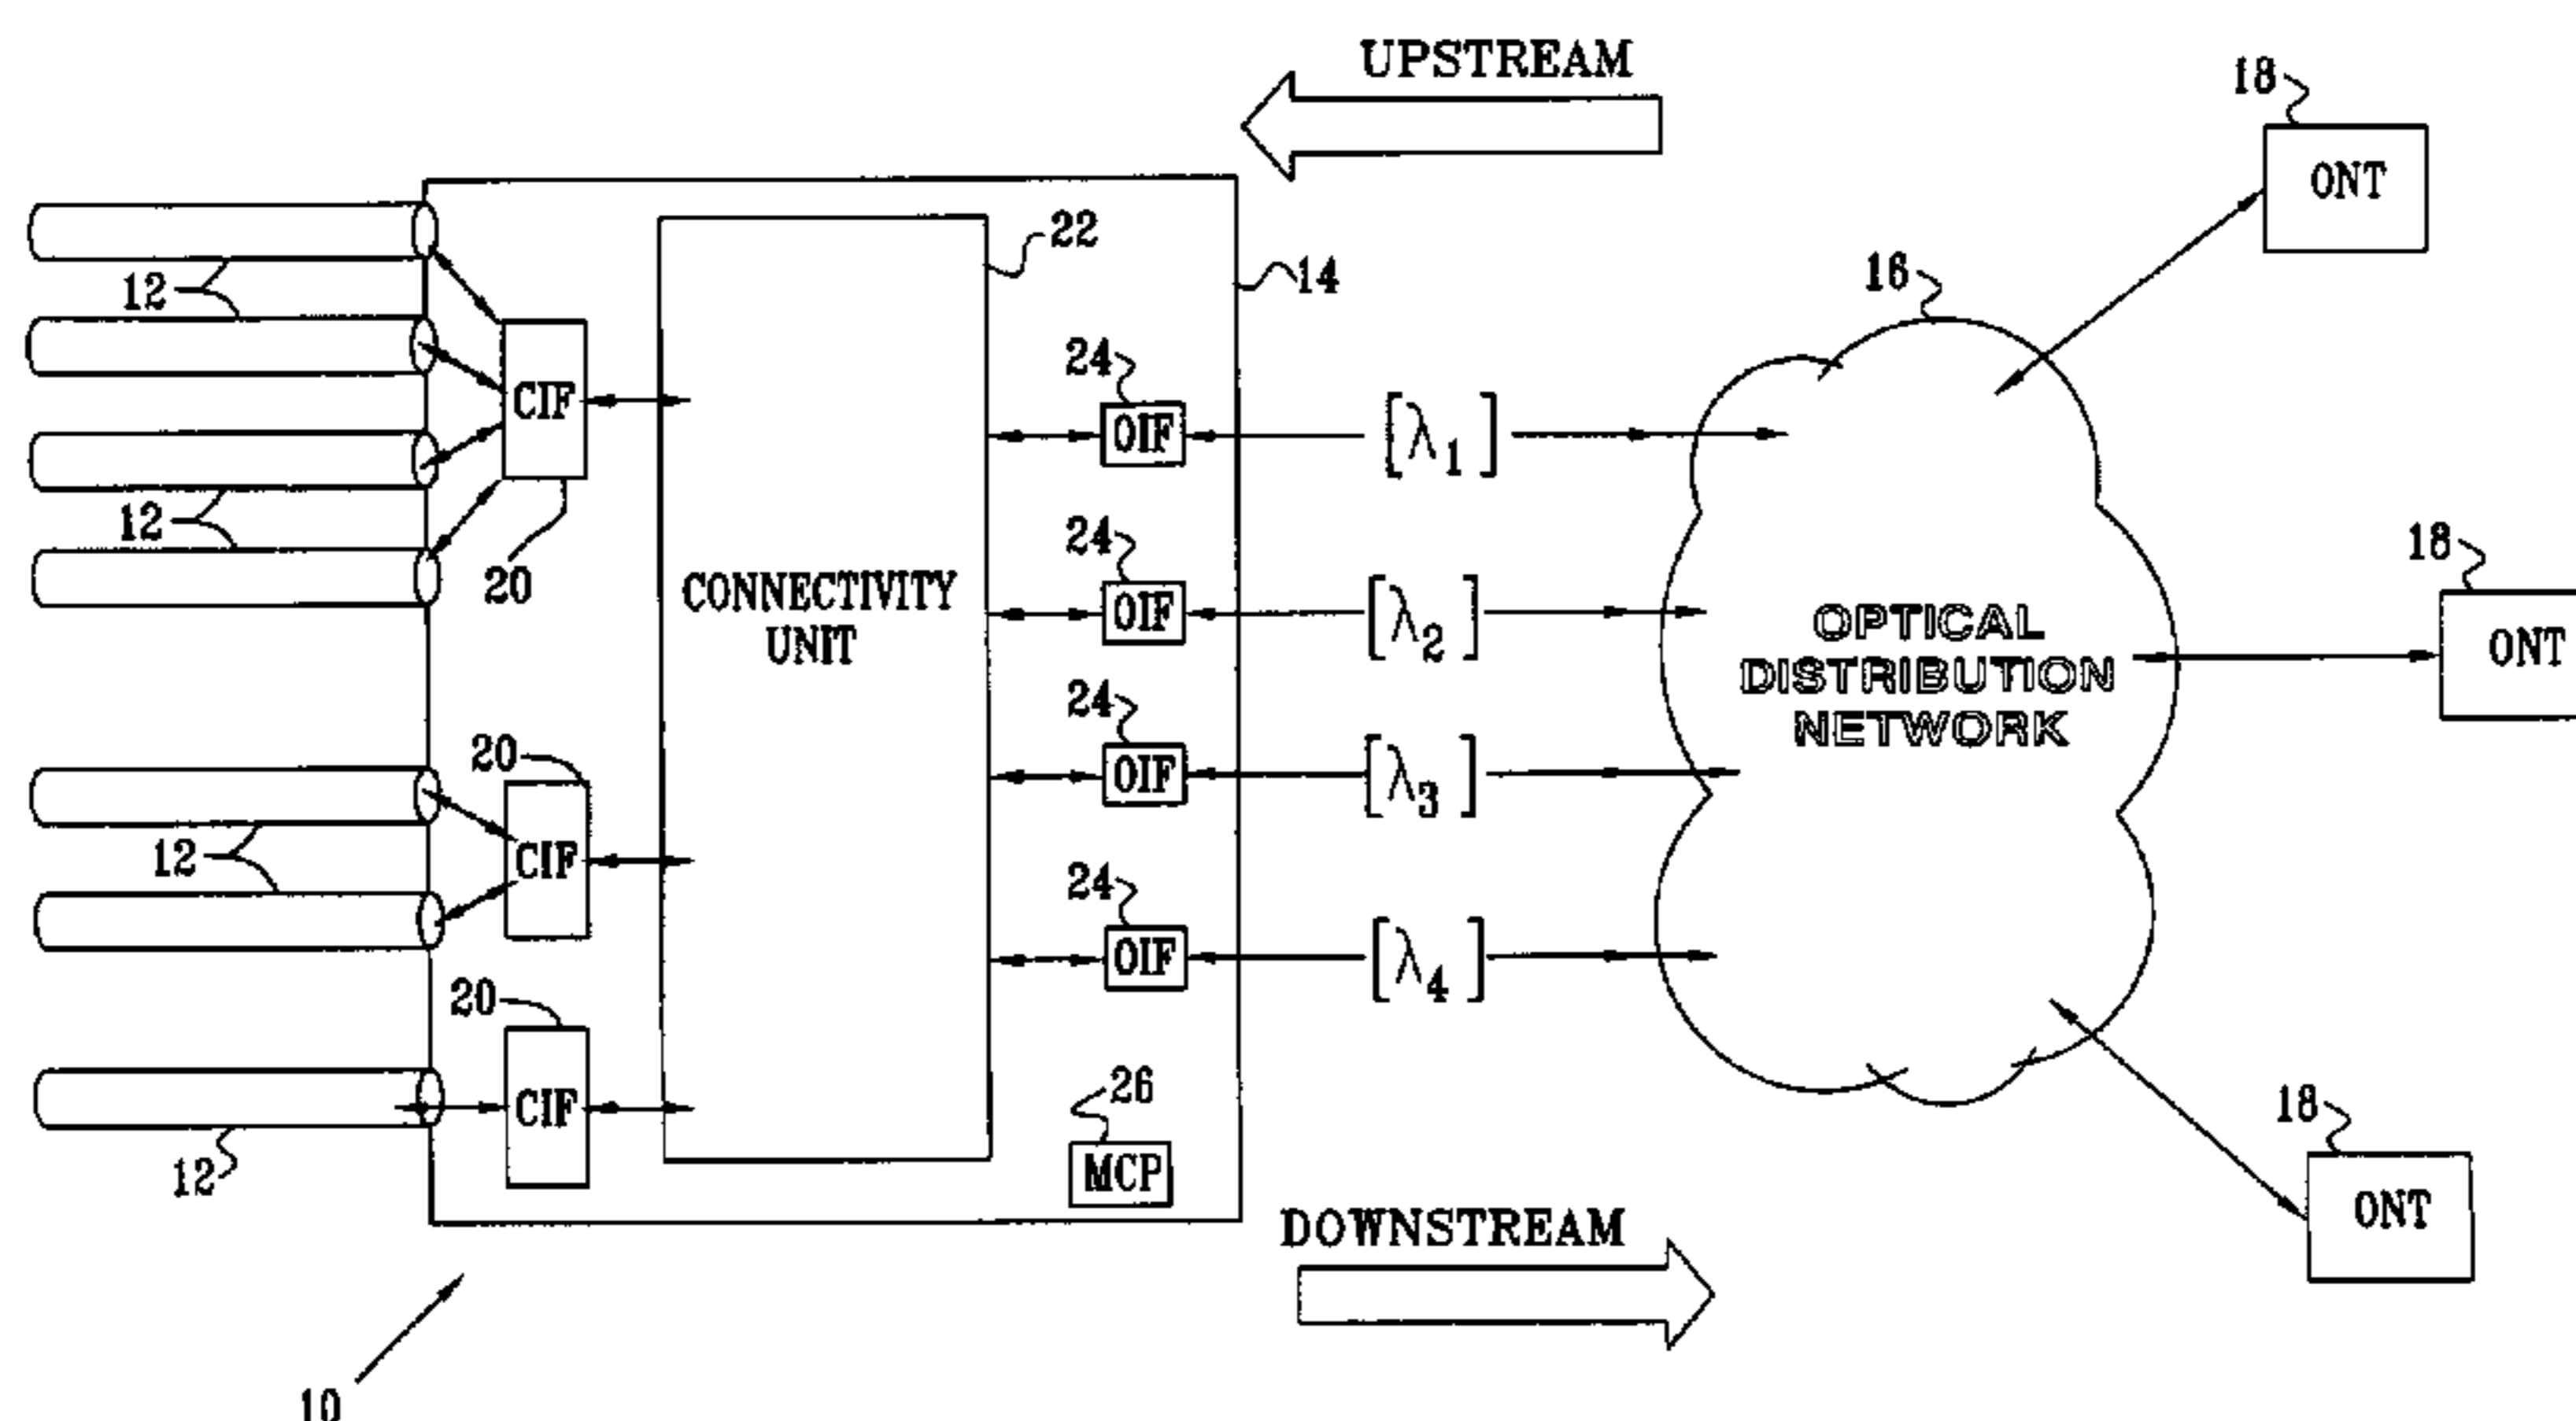 UPSTREAM
18
ONT
22
14
16
12
24
CIF
OIF
[λ1]
12
20
24
18
CONNECTIVITY
UNIT
OIF
[λ2]
OPTICAL
DISTRIBUTION
NETWORK
ONT
24
20
OIF
[λ3]
12
CIF
24
OIF
[λ4]
20
26
18
CIF
12
MCP
DOWNSTREAM
ONT
10